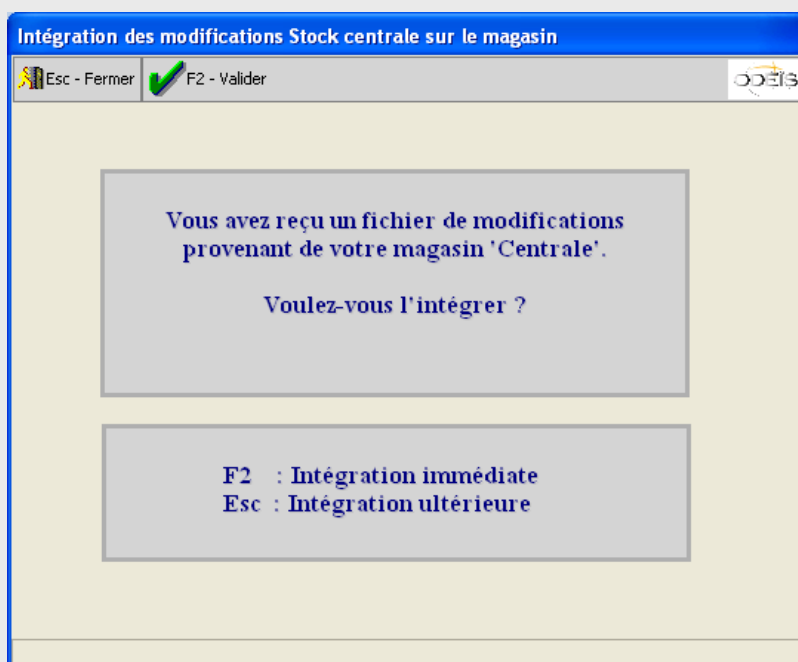 Intégration des modifications Stock centrale sur le magasin
Esc - Fermer F2 - Valider ODEÏS
Vous avez reçu un fichier de modifications
provenant de votre magasin 'Centrale'.
Voulez-vous l'intégrer ?
F2 : Intégration immédiate
Esc : Intégration ultérieure